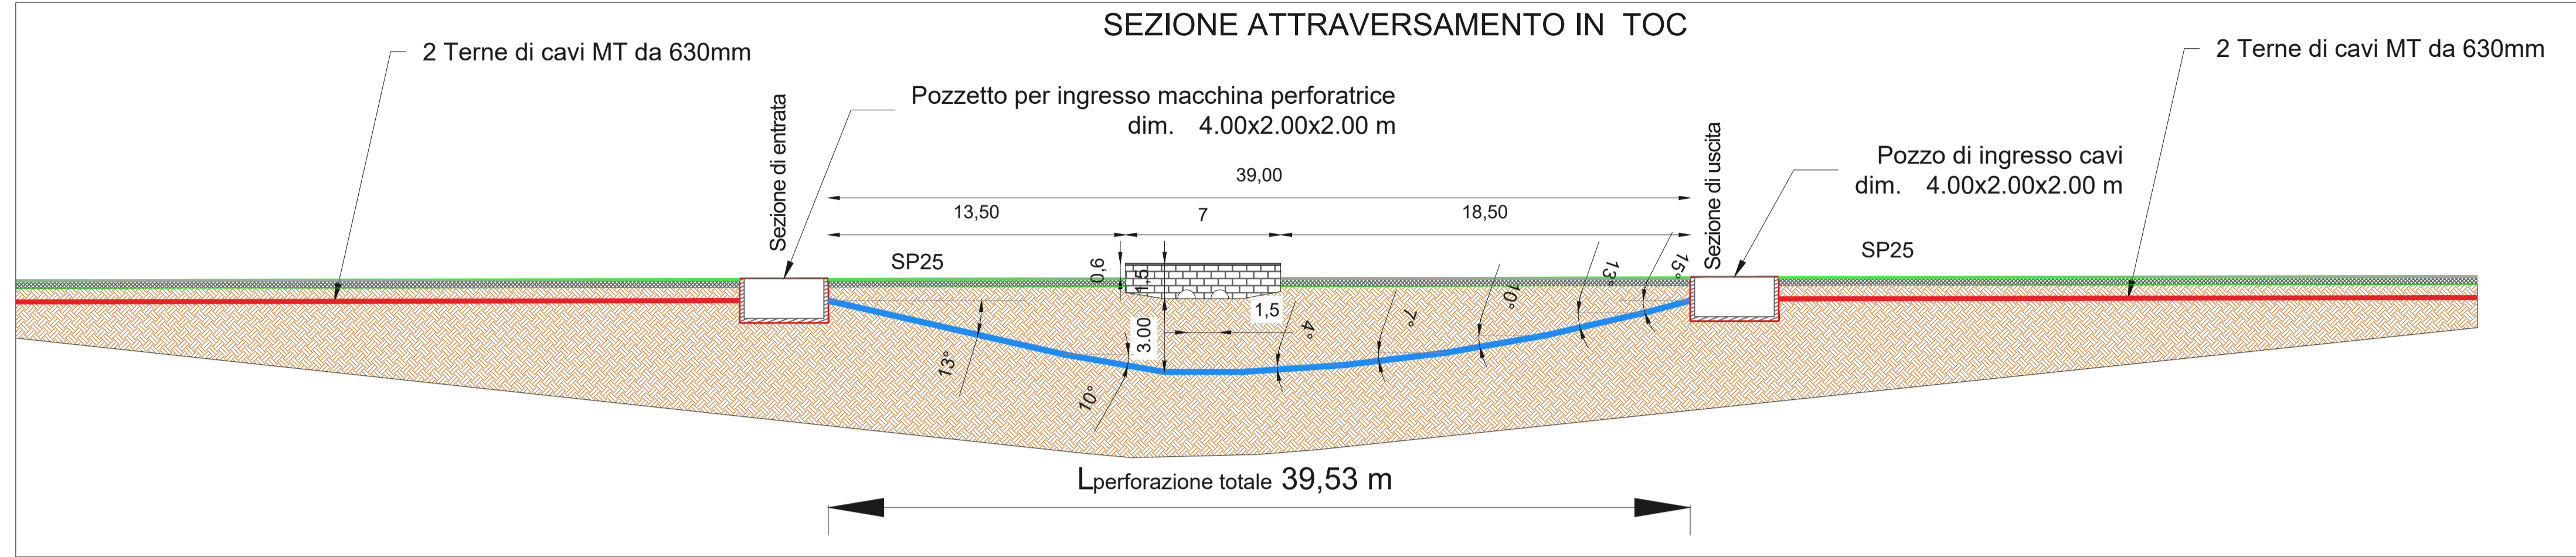 SEZIONE ATTRAVERSAMENTO IN TOC
2 Terne di cavi MT da 630mm
2 Terne di cavi MT da 630mm
Pozzetto per ingresso macchina perforatrice
dim. 4.00x2.00x2.00 m
Sezione di entrata
Sezione di uscita
Pozzo di ingresso cavi
dim. 4.00x2.00x2.00 m
39,00
13,50
7
18,50
SP25
SP25
0,6
1,5
13°
15°
10°
1,5
3.00
4°
7°
13°
10°
Lperforazione totale 39,53 m